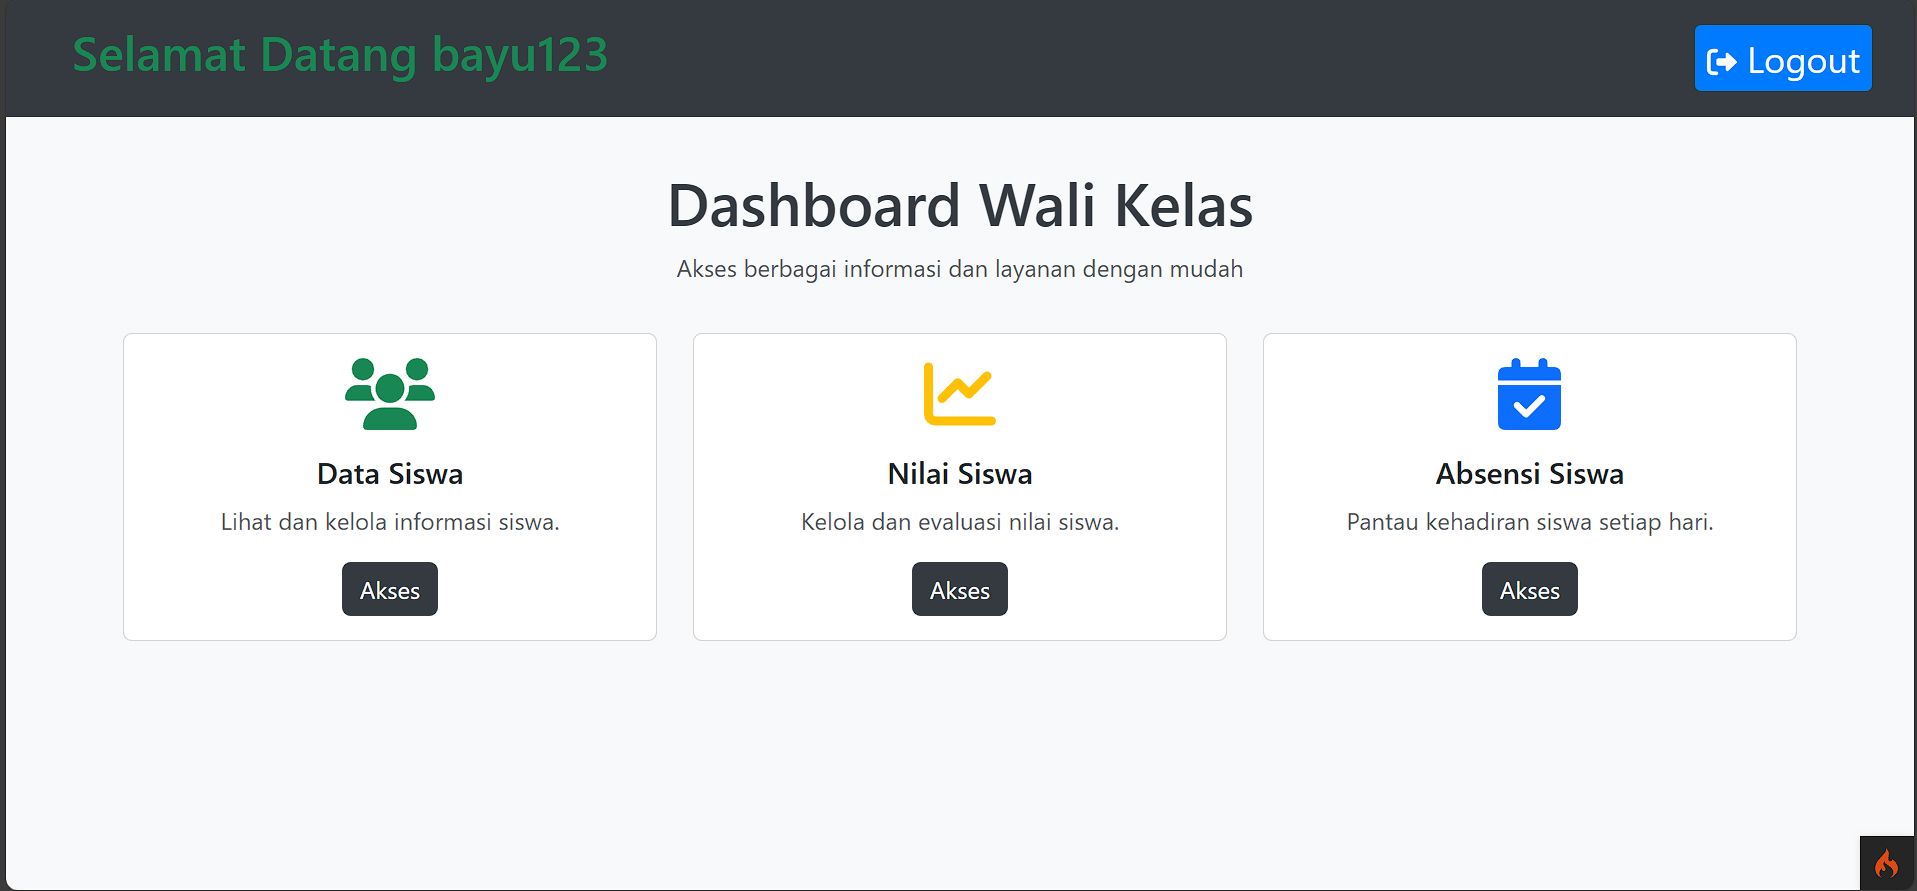 Selamat Datang bayu123
Logout
Dashboard Wali Kelas
Akses berbagai informasi dan layanan dengan mudah
Data Siswa
Lihat dan kelola informasi siswa.
Akses
Nilai Siswa
Kelola dan evaluasi nilai siswa.
Akses
Absensi Siswa
Pantau kehadiran siswa setiap hari.
Akses